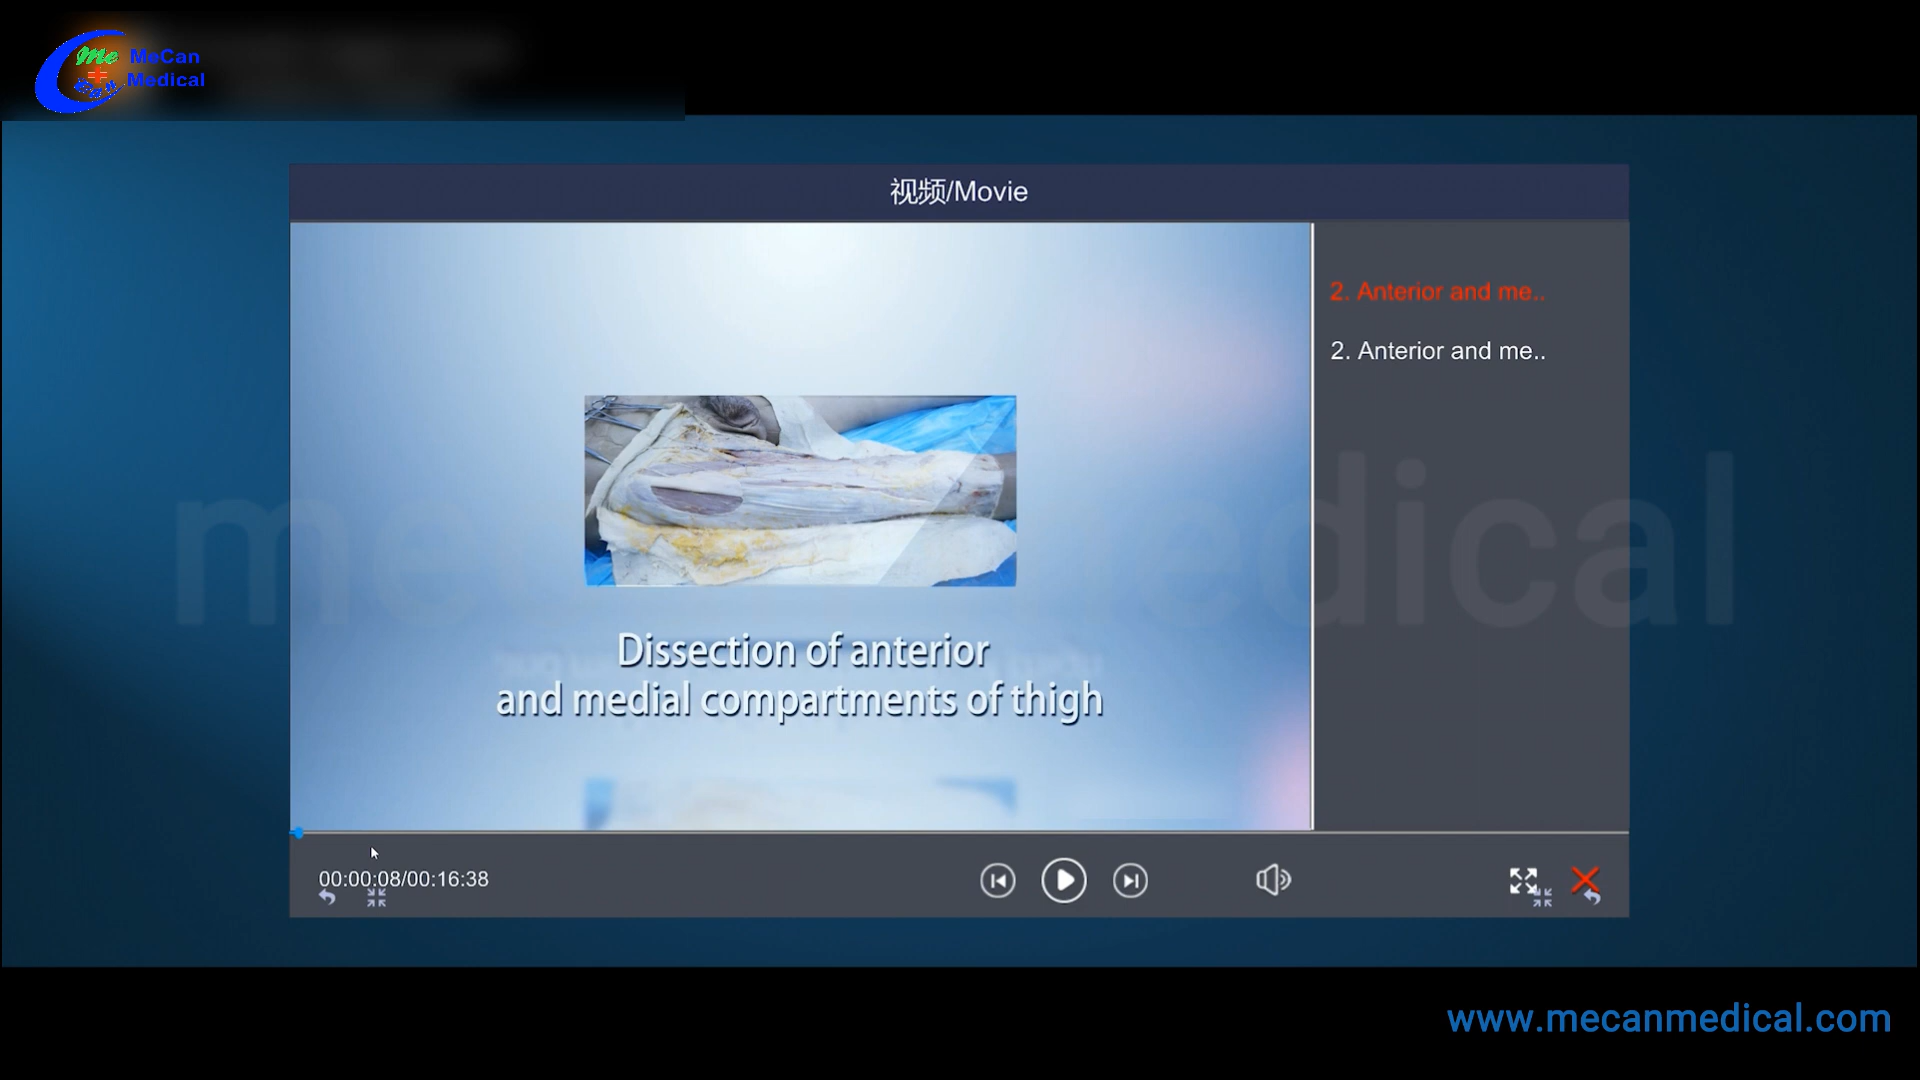 Me
MeCan
Medical
视频/Movie
2. Anterior and me..
2. Anterior and me..
Dissection of anterior
and medial compartments of thigh
00:00:08/00:16:38
www.mecanmedical.com